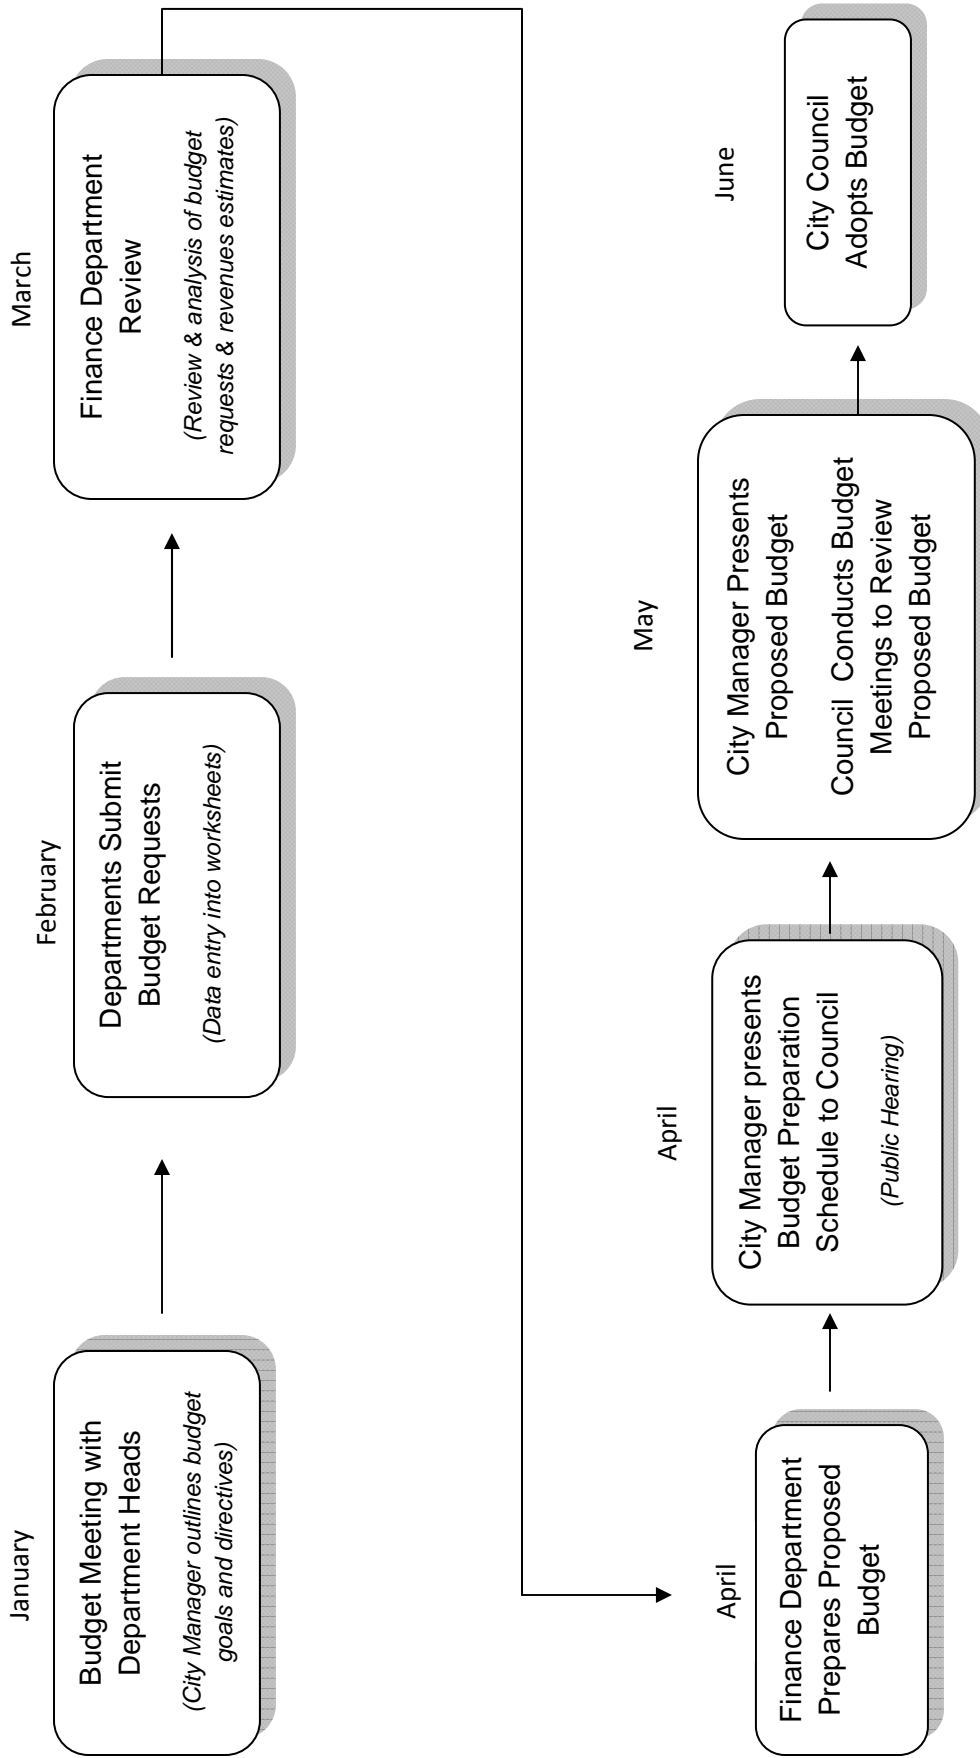 January
Budget Meeting with
Department Heads
(City Manager outlines budget
goals and directives)
February
Departments Submit
Budget Requests
(Data entry into worksheets)
March
Finance Department
Review
(Review & analysis of budget
requests & revenues estimates)
April
Finance Department
Prepares Proposed
Budget
April
City Manager presents
Budget Preparation
Schedule to Council
(Public Hearing)
May
City Manager Presents
Proposed Budget
Council Conducts Budget
Meetings to Review
Proposed Budget
June
City Council
Adopts Budget